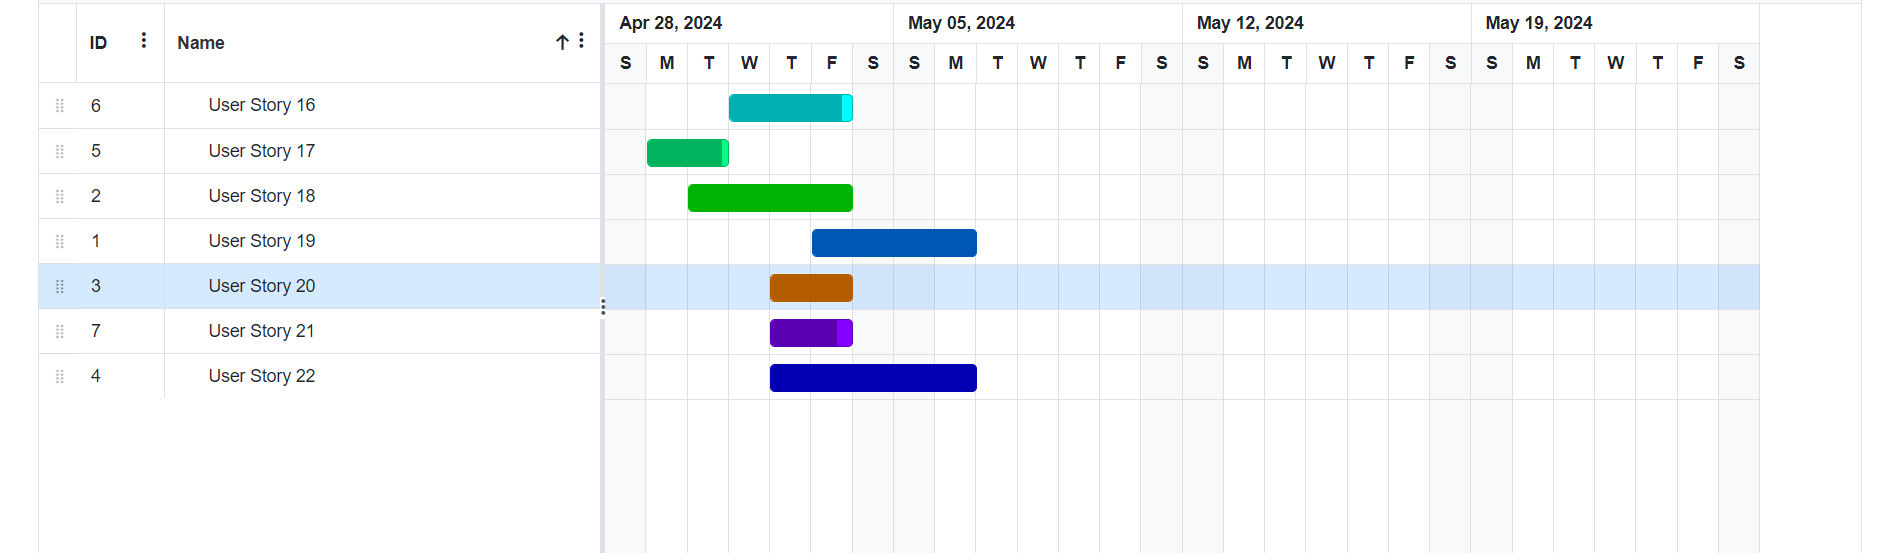 Apr 28, 2024 May 05, 2024 May 12, 2024 May 19, 2024
ID Name
S M T W T F S S M T W T F S S M T W T F S S M T W T F S
6 User Story 16
5 User Story 17
2 User Story 18
1 User Story 19
3 User Story 20
7 User Story 21
4 User Story 22